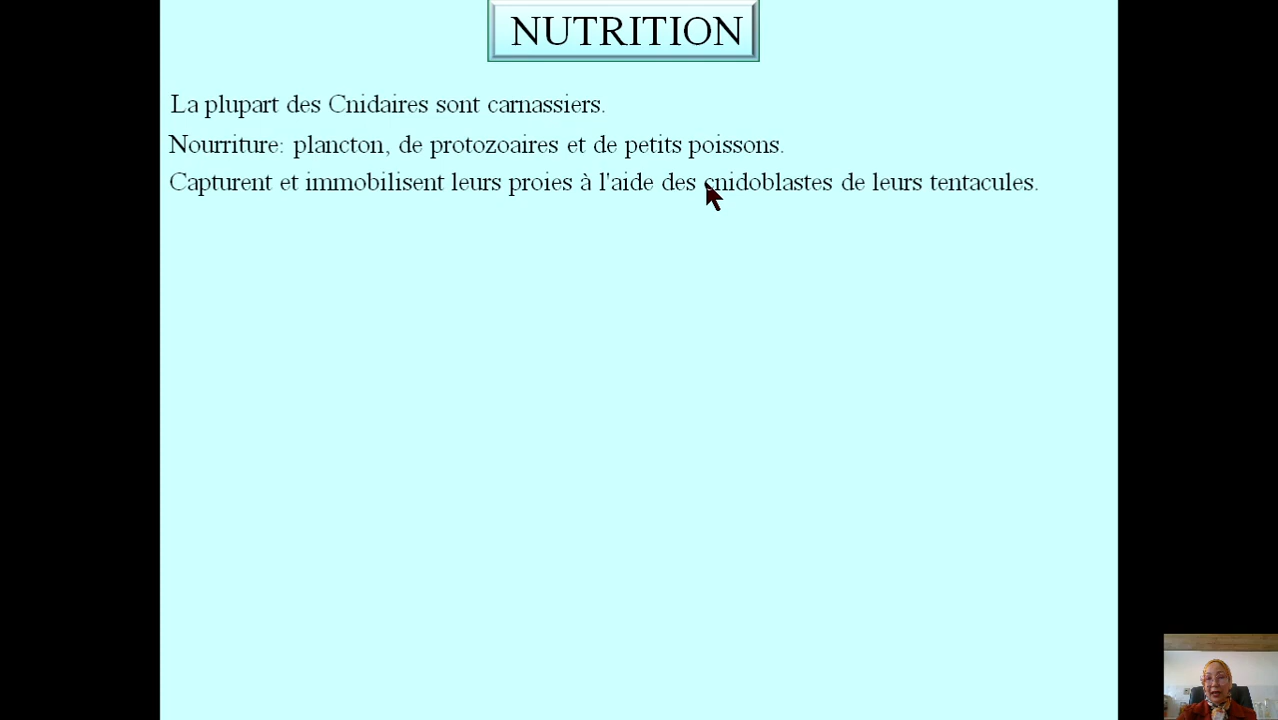 NUTRITION
La plupart des Cnidaires sont carnassiers.
Nourriture: plancton, de protozoaires et de petits poissons.
Capturent et immobilisent leurs proies à l'aide des cnidoblastes de leurs tentacules.